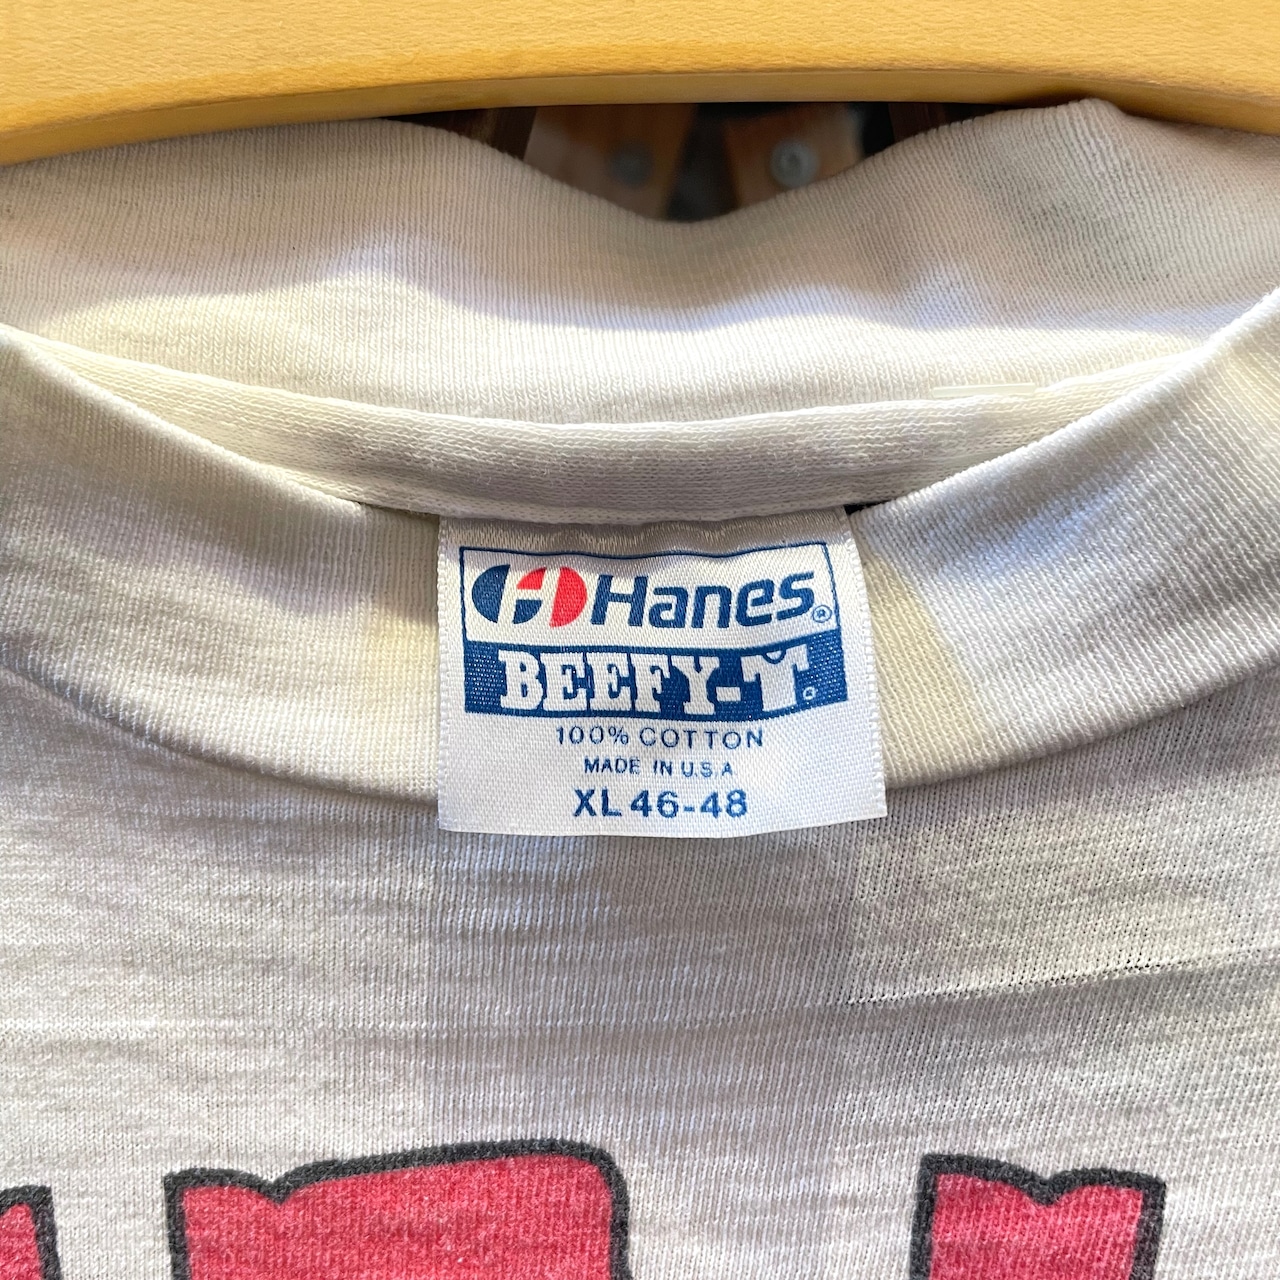 Hanes®
BEEFY-T®
100% COTTON
MADE IN U.S.A
XL 46-48